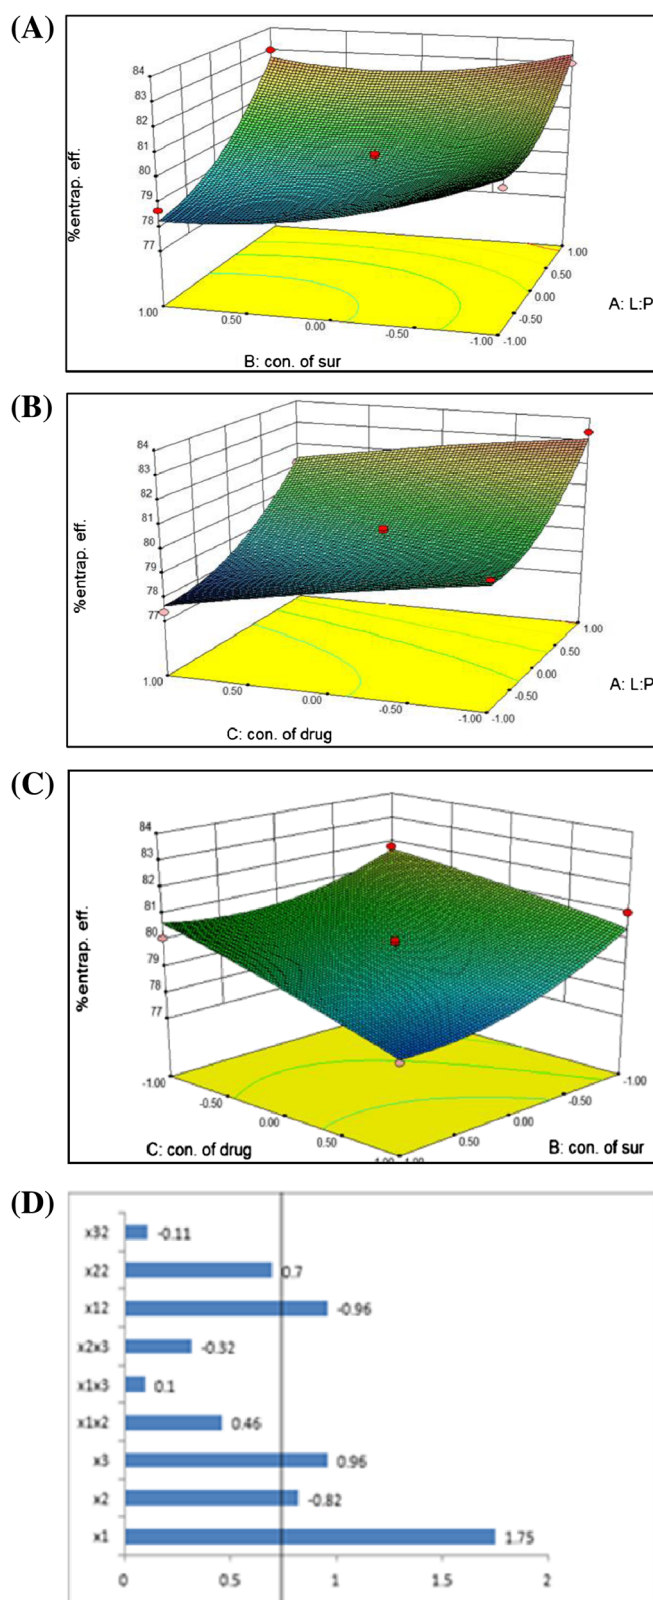 (A)
84
83
82
81
80
79
78
77
%entrap. eff.
1.00
0.50
0.00
-0.50
-1.00
-1.00
-0.50
0.00
0.50
1.00
A: L:P
B: con. of sur
(B)
84
83
82
81
80
79
78
77
%entrap. eff.
1.00
0.50
0.00
-0.50
-1.00
-1.00
-0.50
0.00
0.50
1.00
A: L:P
C: con. of drug
(C)
84
83
82
81
80
79
78
77
%entrap. eff.
-1.00
-0.50
0.00
0.50
0.50
0.00
-0.50
-1.00
C: con. of drug
B: con. of sur
(D)
x32 -0.11
x22 0.7
x12 -0.96
x2x3 -0.32
x1x3 0.1
x1x2 0.46
x3 0.96
x2 -0.82
x1 1.75
0 0.5 1 1.5 2